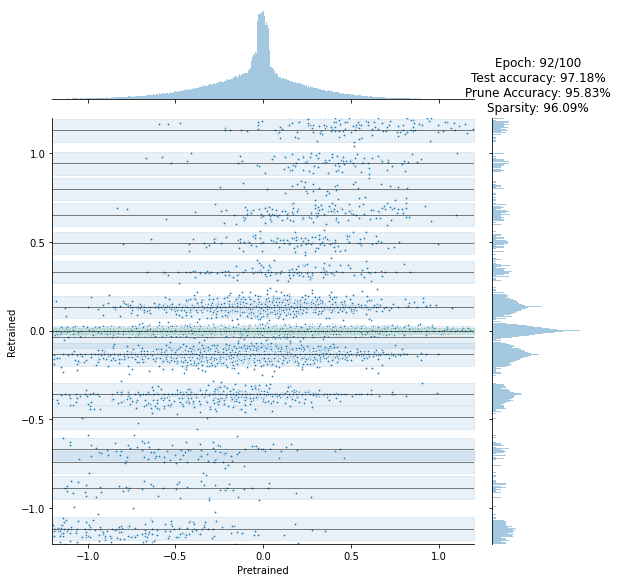 Epoch: 92/100
Test accuracy: 97.18%
Prune Accuracy: 95.83%
Sparsity: 96.09%
1.0
0.5
0.0
−0.5
−1.0
Retrained
−1.0 −0.5 0.0 0.5 1.0
Pretrained